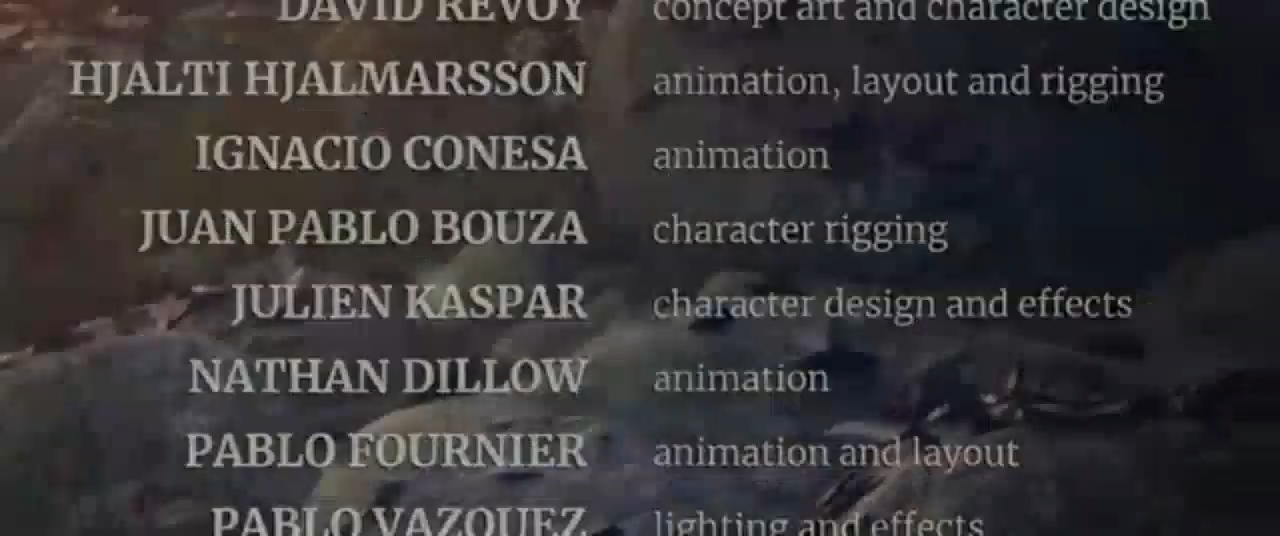 DAVID REVOY concept art and character design
HJALTI HJALMARSSON animation, layout and rigging
IGNACIO CONESA animation
JUAN PABLO BOUZA character rigging
JULIEN KASPAR character design and effects
NATHAN DILLOW animation
PABLO FOURNIER animation and layout
PABLO VAZQUEZ lighting and effects